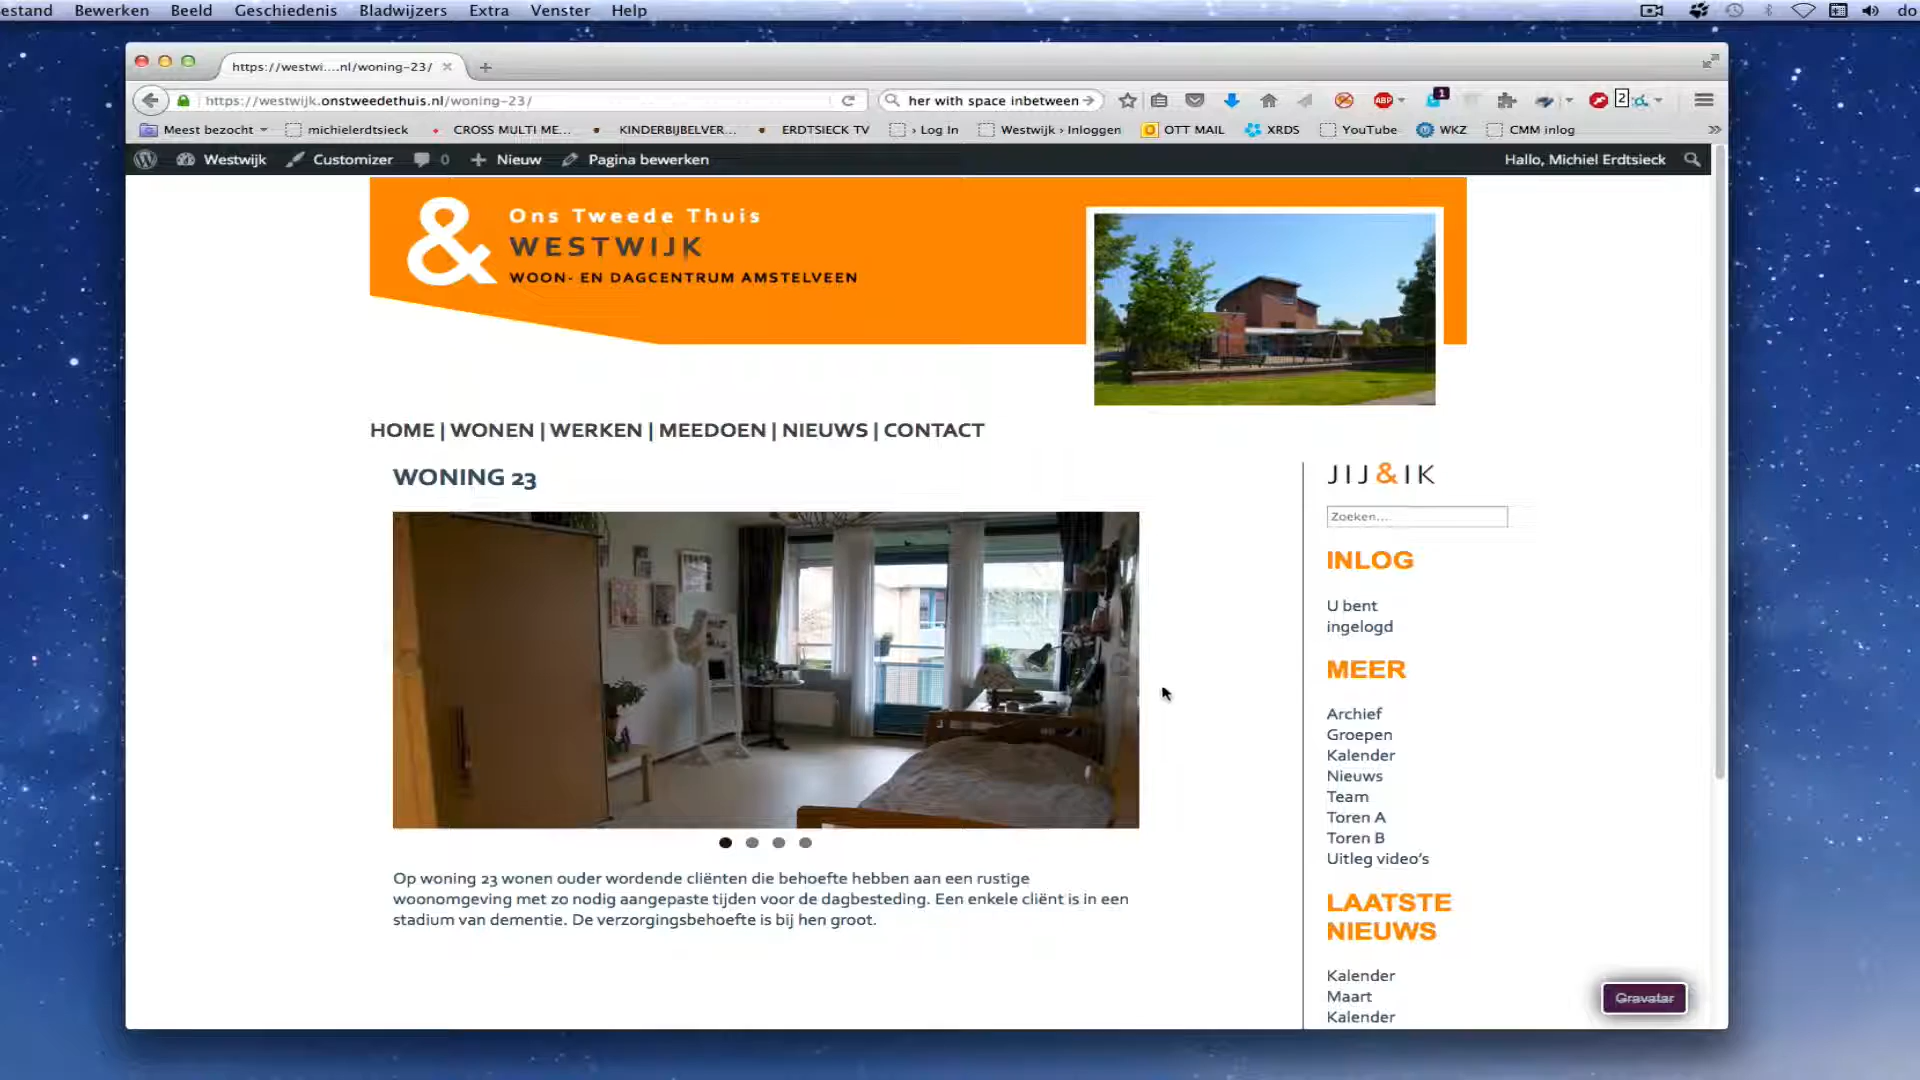 estand Bewerken Beeld Geschiedenis Bladwijzers Extra Venster Help do
https://westwi....nl/woning-23/
https://westwijk.onstweedethuis.nl/woning-23/ her with space inbetween 1 ABP 2
Meest bezocht michielerdtsieck CROSS MULTI ME... KINDERBIJBELVER... ERDTSIECK TV › Log In Westwijk › Inloggen OTT MAIL XRDS YouTube WKZ CMM inlog
Westwijk Customizer 0 Nieuw Pagina bewerken Hallo, Michiel Erdtsieck
& Ons Tweede Thuis
WESTWIJK
WOON- EN DAGCENTRUM AMSTELVEEN
HOME | WONEN | WERKEN | MEEDOEN | NIEUWS | CONTACT
WONING 23
Op woning 23 wonen ouder wordende cliënten die behoefte hebben aan een rustige
woonomgeving met zo nodig aangepaste tijden voor de dagbesteding. Een enkele cliënt is in een
stadium van dementie. De verzorgingsbehoefte is bij hen groot.
JIJ&IK
Zoeken...
INLOG
U bent
ingelogd
MEER
Archief
Groepen
Kalender
Nieuws
Team
Toren A
Toren B
Uitleg video's
LAATSTE
NIEUWS
Kalender
Maart
Kalender
Gravatar